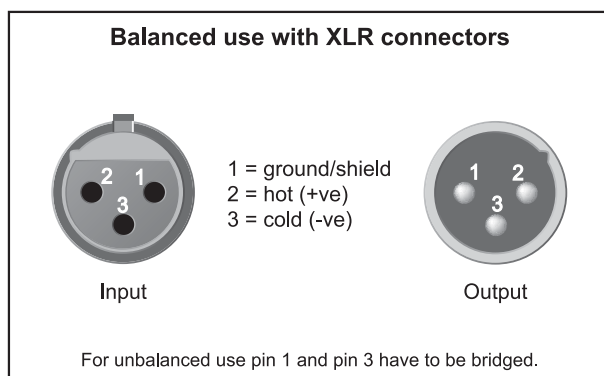 Balanced use with XLR connectors
2 1
3
1 = ground/shield
2 = hot (+ve)
3 = cold (-ve)
1 2
3
Input
Output
For unbalanced use pin 1 and pin 3 have to be bridged.